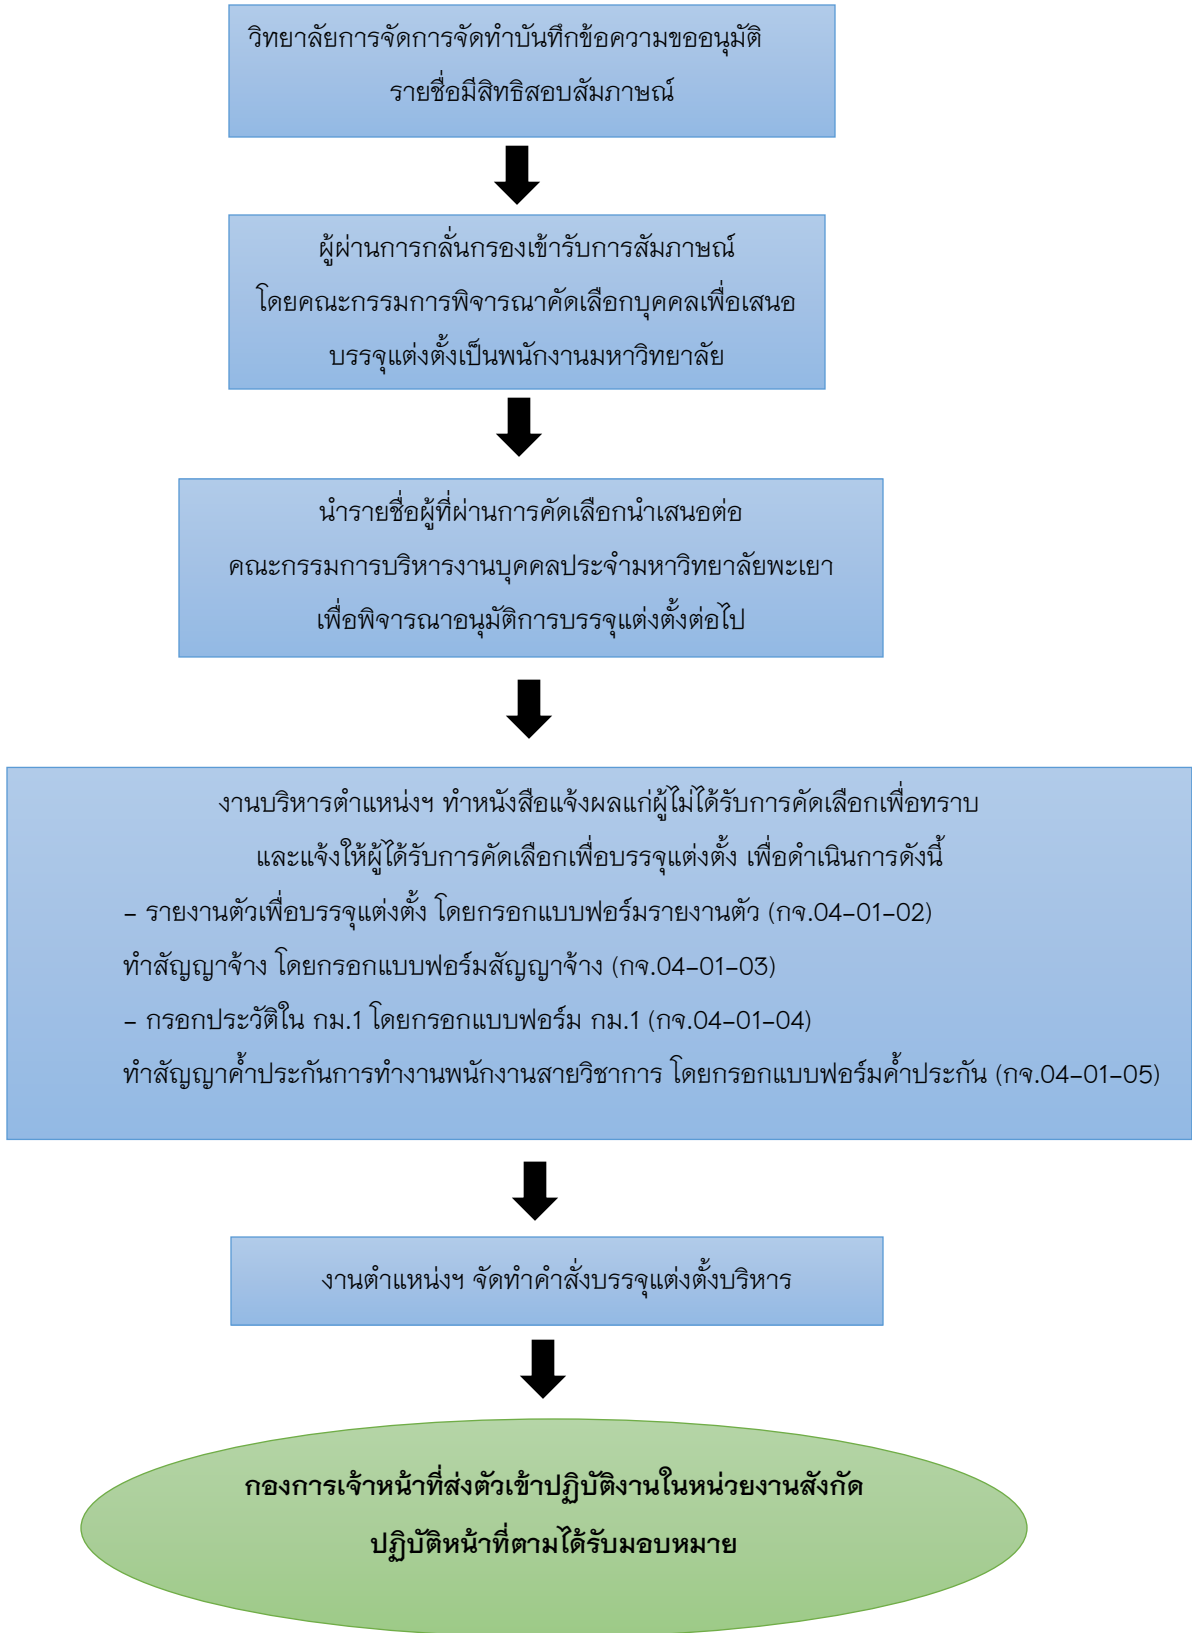 วิทยาลัยการจัดการจัดทำบันทึกข้อความขออนุมัติ
รายชื่อมีสิทธิสอบสัมภาษณ์
ผู้ผ่านการกลั่นกรองเข้ารับการสัมภาษณ์
โดยคณะกรรมการพิจารณาคัดเลือกบุคคลเพื่อเสนอ
บรรจุแต่งตั้งเป็นพนักงานมหาวิทยาลัย
นำรายชื่อผู้ที่ผ่านการคัดเลือกนำเสนอต่อ
คณะกรรมการบริหารงานบุคคลประจำมหาวิทยาลัยพะเยา
เพื่อพิจารณาอนุมัติการบรรจุแต่งตั้งต่อไป
งานบริหารตำแหน่งฯ ทำหนังสือแจ้งผลแก่ผู้ไม่ได้รับการคัดเลือกเพื่อทราบ
และแจ้งให้ผู้ได้รับการคัดเลือกเพื่อบรรจุแต่งตั้ง เพื่อดำเนินการดังนี้
- รายงานตัวเพื่อบรรจุแต่งตั้ง โดยกรอกแบบฟอร์มรายงานตัว (กจ.04-01-02)
ทำสัญญาจ้าง โดยกรอกแบบฟอร์มสัญญาจ้าง (กจ.04-01-03)
- กรอกประวัติใน กม.1 โดยกรอกแบบฟอร์ม กม.1 (กจ.04-01-04)
ทำสัญญาค้ำประกันการทำงานพนักงานสายวิชาการ โดยกรอกแบบฟอร์มค้ำประกัน (กจ.04-01-05)
งานตำแหน่งฯ จัดทำคำสั่งบรรจุแต่งตั้งบริหาร
กองการเจ้าหน้าที่ส่งตัวเข้าปฏิบัติงานในหน่วยงานสังกัด
ปฏิบัติหน้าที่ตามได้รับมอบหมาย